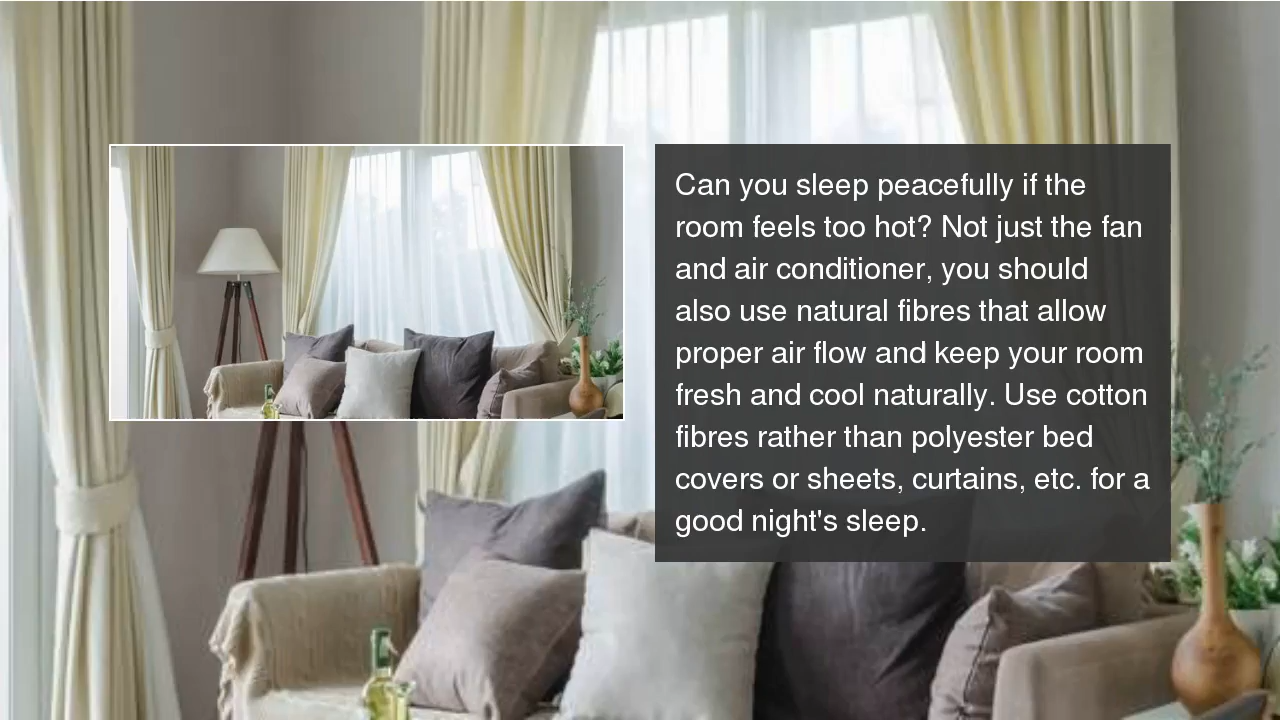 Can you sleep peacefully if the
room feels too hot? Not just the fan
and air conditioner, you should
also use natural fibres that allow
proper air flow and keep your room
fresh and cool naturally. Use cotton
fibres rather than polyester bed
covers or sheets, curtains, etc. for a
good night's sleep.